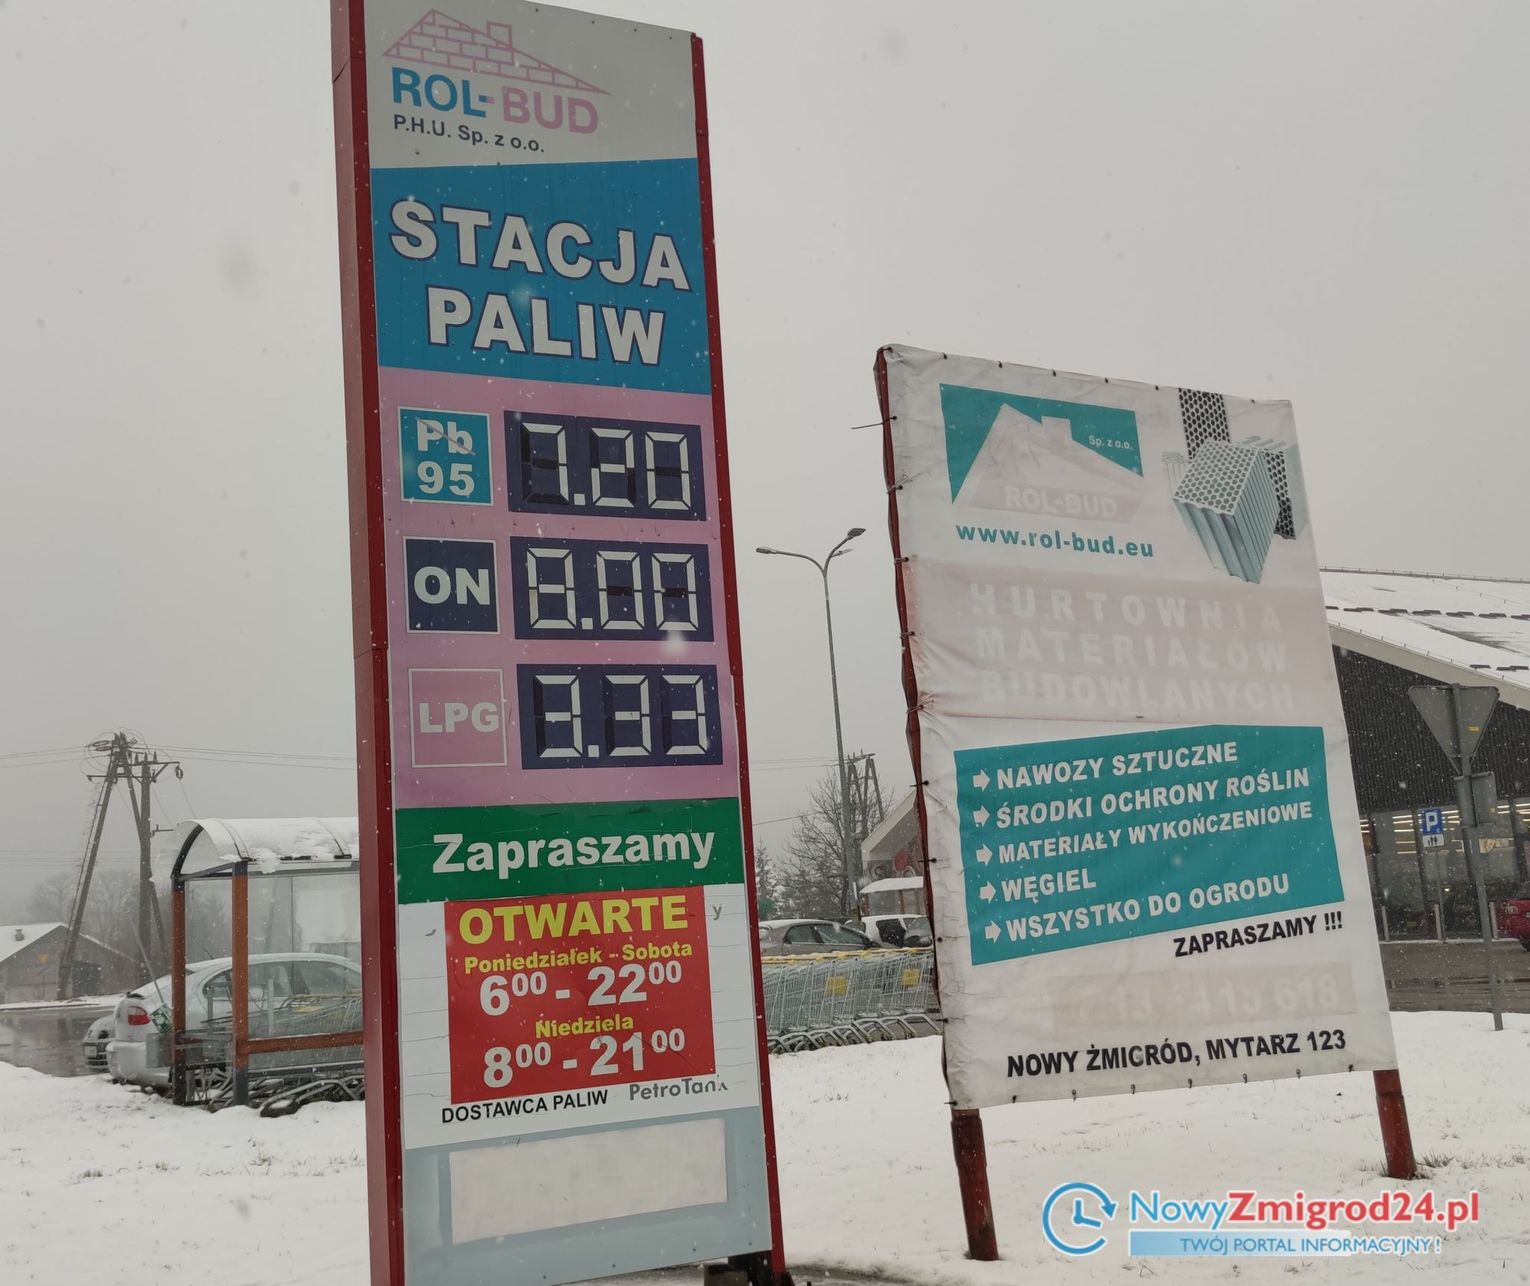 ROL-BUD
P.H.U. Sp. z o.o.
STACJA
PALIW
Pb
95
7.20
ON
8.00
LPG
3.33
Zapraszamy
OTWARTE
y
Poniedziałek - Sobota
6⁰⁰ - 22⁰⁰
Niedziela
8⁰⁰ - 21⁰⁰
DOSTAWCA PALIW PetroTank
Sp. z o.o.
ROL-BUD
www.rol-bud.eu
HURTOWNIA
MATERIAŁÓW
BUDOWLANYCH
NAWOZY SZTUCZNE
ŚRODKI OCHRONY ROŚLIN
MATERIAŁY WYKOŃCZENIOWE
WĘGIEL
WSZYSTKO DO OGRODU
ZAPRASZAMY !!!
NOWY ŻMIGRÓD, MYTARZ 123
P
NowyZmigrod24.pl
TWÓJ PORTAL INFORMACYJNY !